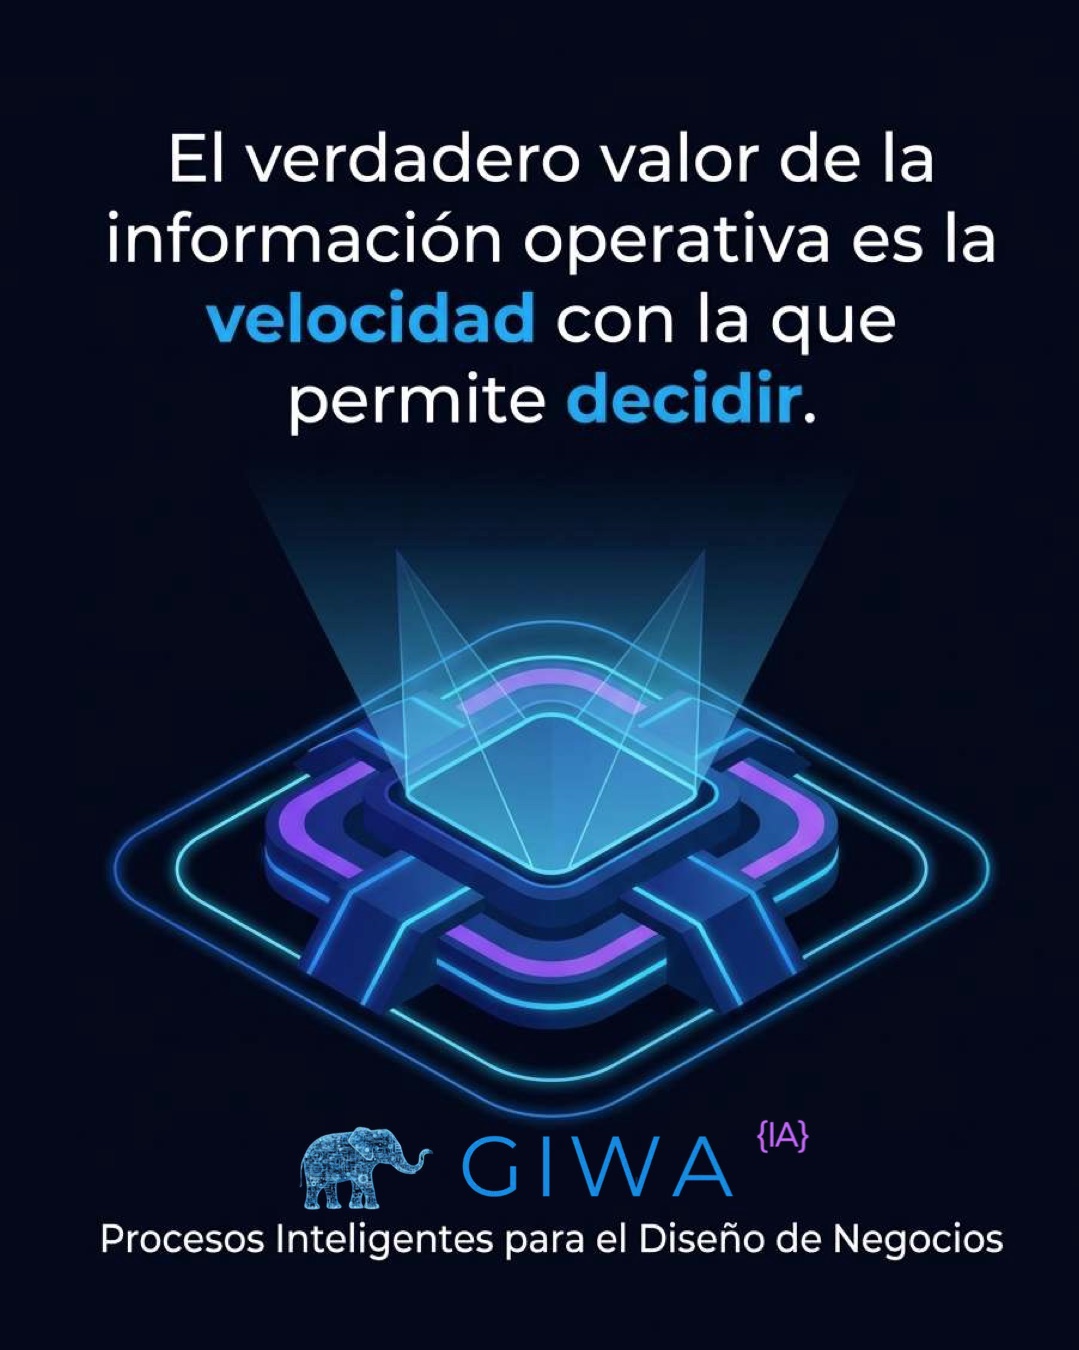 El verdadero valor de la
información operativa es la
velocidad con la que
permite decidir.
GIWA {IA}
Procesos Inteligentes para el Diseño de Negocios